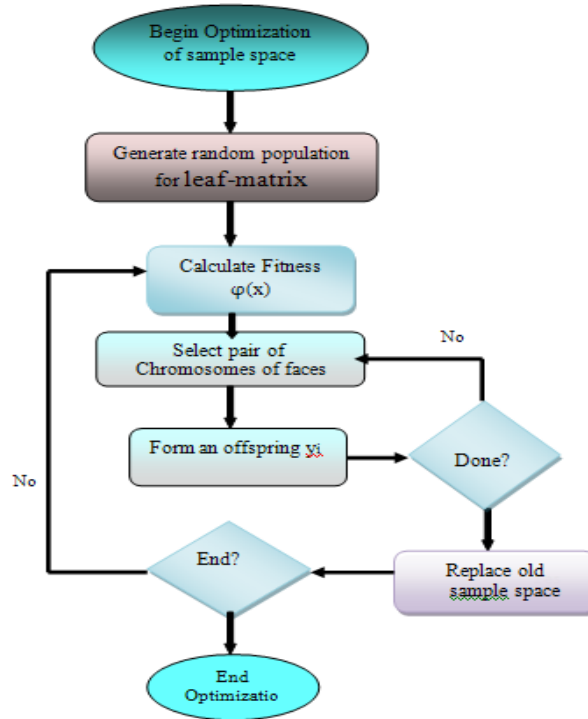 Begin Optimization
of sample space
Generate random population
for leaf-matrix
Calculate Fitness
φ(x)
Select pair of
Chromosomes of faces
No
Form an offspring yi
Done?
No
End?
Replace old
sample space
End
Optimizatio